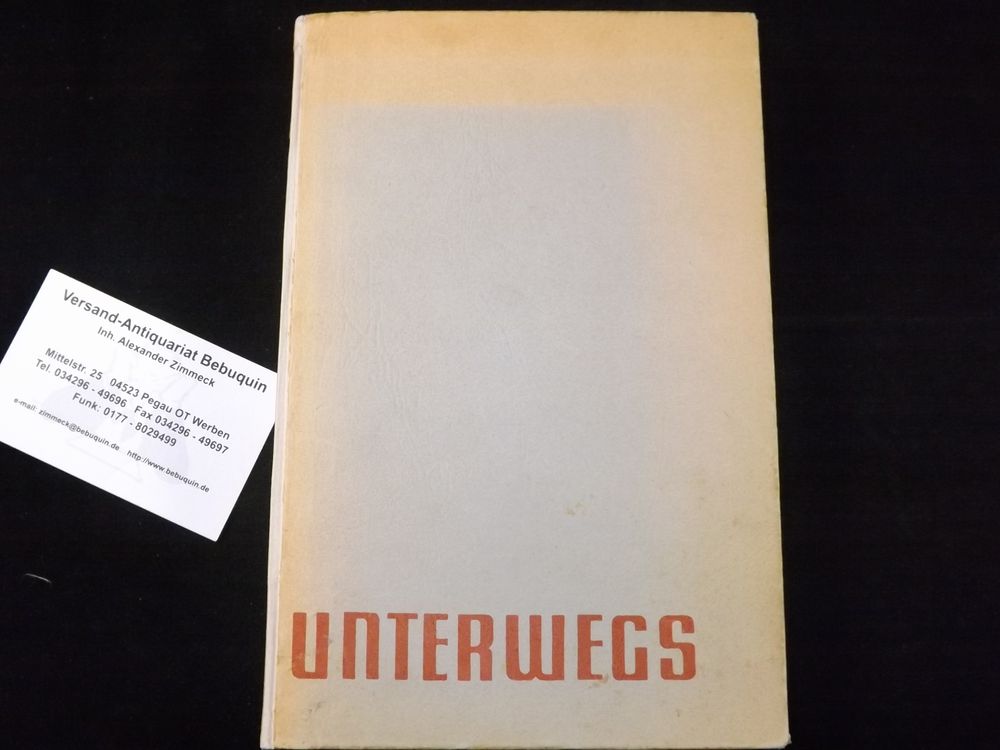 Versand-Antiquariat Bebuquin
Inh. Alexander Zimmeck
Mittelstr. 25 04523 Pegau OT Werben
Tel. 034296 - 49696 Fax 034296 - 49697
Funk: 0177 - 8029499
e-mail: zimmeck@bebuquin.de http://www.bebuquin.de
UNTERWEGS